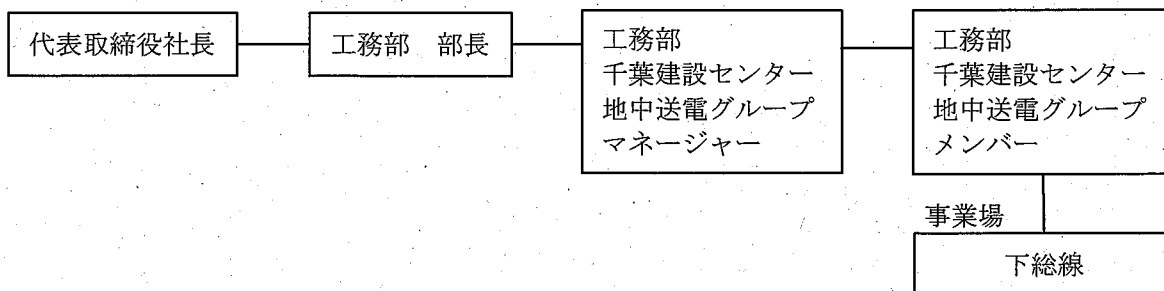 代表取締役社長
工務部　部長
工務部
千葉建設センター
地中送電グループ
マネージャー
工務部
千葉建設センター
地中送電グループ
メンバー
事業場
下総線